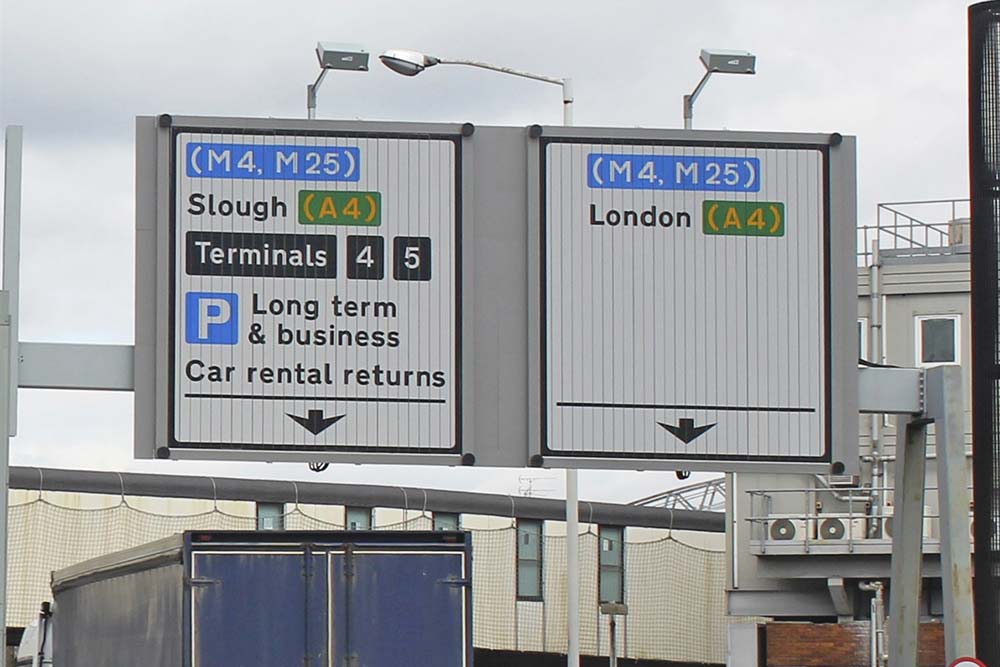 (M4, M25)
Slough (A4)
Terminals 4 5
P Long term
& business
Car rental returns
(M4, M25)
London (A4)